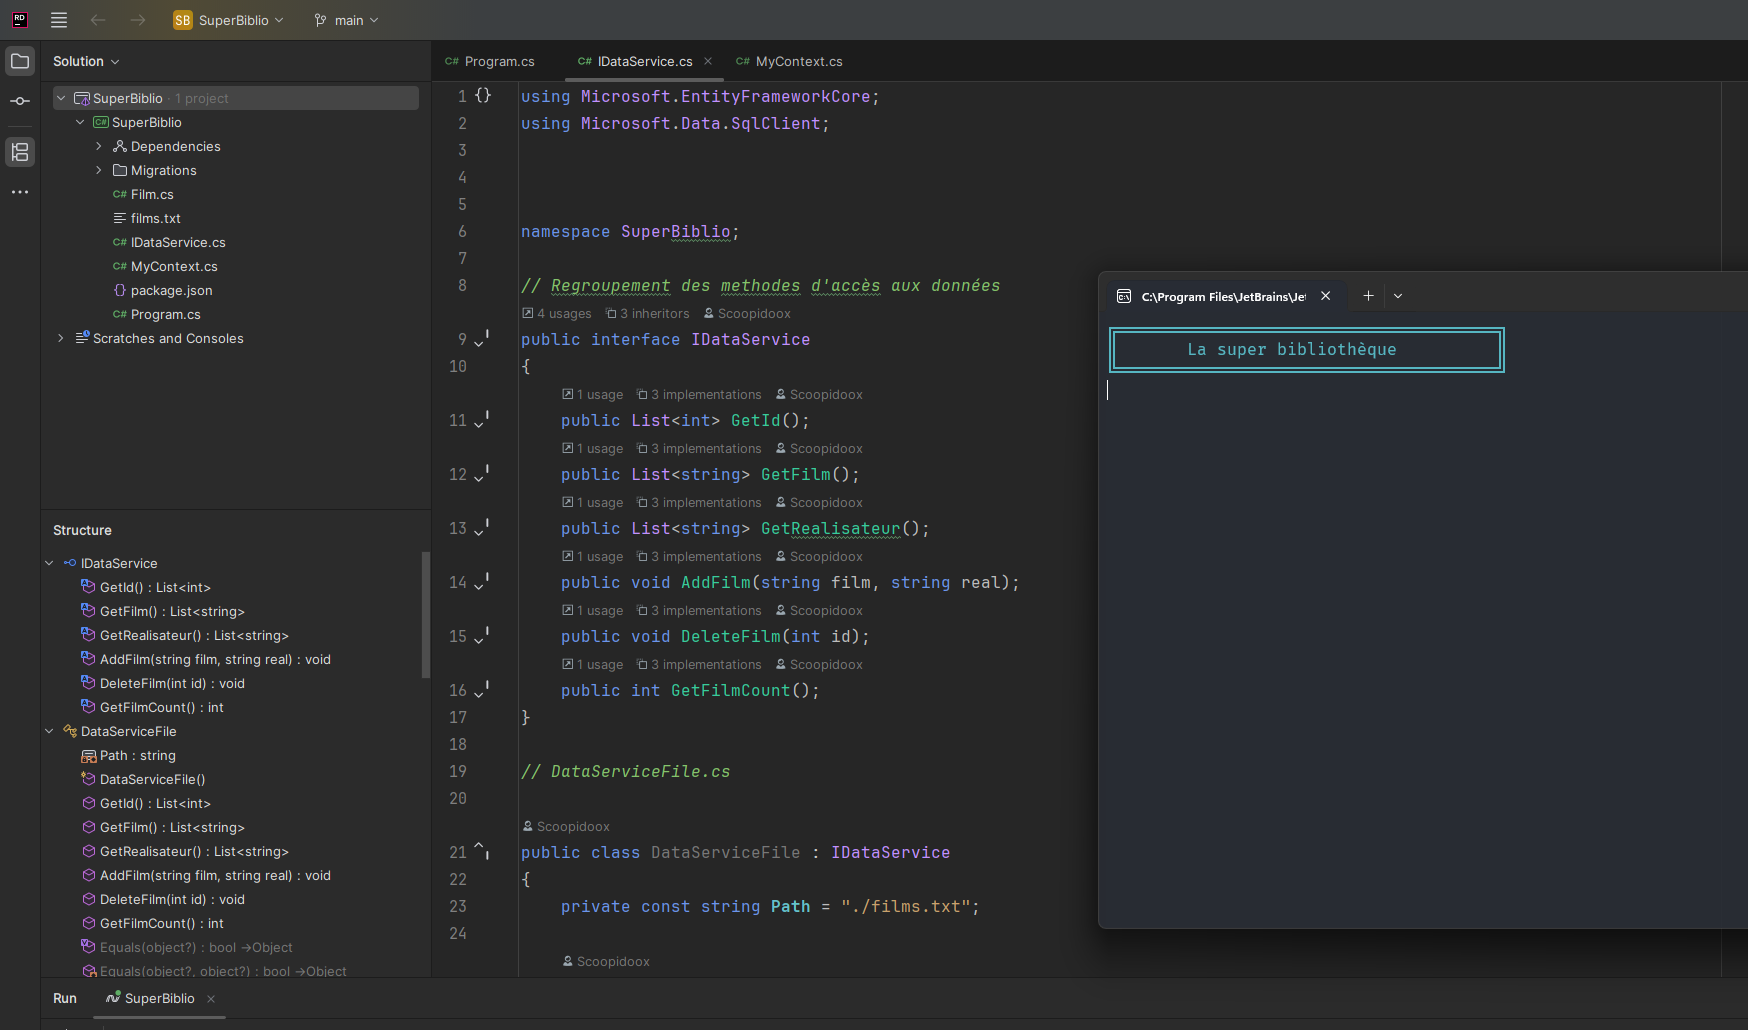 RD
SB SuperBiblio main
Solution
SuperBiblio · 1 project
C# SuperBiblio
Dependencies
Migrations
C# Film.cs
films.txt
C# IDataService.cs
C# MyContext.cs
{} package.json
C# Program.cs
Scratches and Consoles
Structure
IDataService
GetId() : List<int>
GetFilm() : List<string>
GetRealisateur() : List<string>
AddFilm(string film, string real) : void
DeleteFilm(int id) : void
GetFilmCount() : int
DataServiceFile
Path : string
DataServiceFile()
GetId() : List<int>
GetFilm() : List<string>
GetRealisateur() : List<string>
AddFilm(string film, string real) : void
DeleteFilm(int id) : void
GetFilmCount() : int
Equals(object?) : bool →Object
Equals(object?, object?) : bool →Object
C# Program.cs C# IDataService.cs × C# MyContext.cs
1 {} using Microsoft.EntityFrameworkCore;
2 using Microsoft.Data.SqlClient;
3
4
5
6 namespace SuperBiblio;
7
8 // Regroupement des methodes d'accès aux données
4 usages 3 inheritors Scoopidoox
9 public interface IDataService
10 {
1 usage 3 implementations Scoopidoox
11 public List<int> GetId();
1 usage 3 implementations Scoopidoox
12 public List<string> GetFilm();
1 usage 3 implementations Scoopidoox
13 public List<string> GetRealisateur();
1 usage 3 implementations Scoopidoox
14 public void AddFilm(string film, string real);
1 usage 3 implementations Scoopidoox
15 public void DeleteFilm(int id);
1 usage 3 implementations Scoopidoox
16 public int GetFilmCount();
17 }
18
19 // DataServiceFile.cs
20
Scoopidoox
21 public class DataServiceFile : IDataService
22 {
23 private const string Path = "./films.txt";
24
Scoopidoox
C:\Program Files\JetBrains\Jet
La super bibliothèque
Run SuperBiblio ×